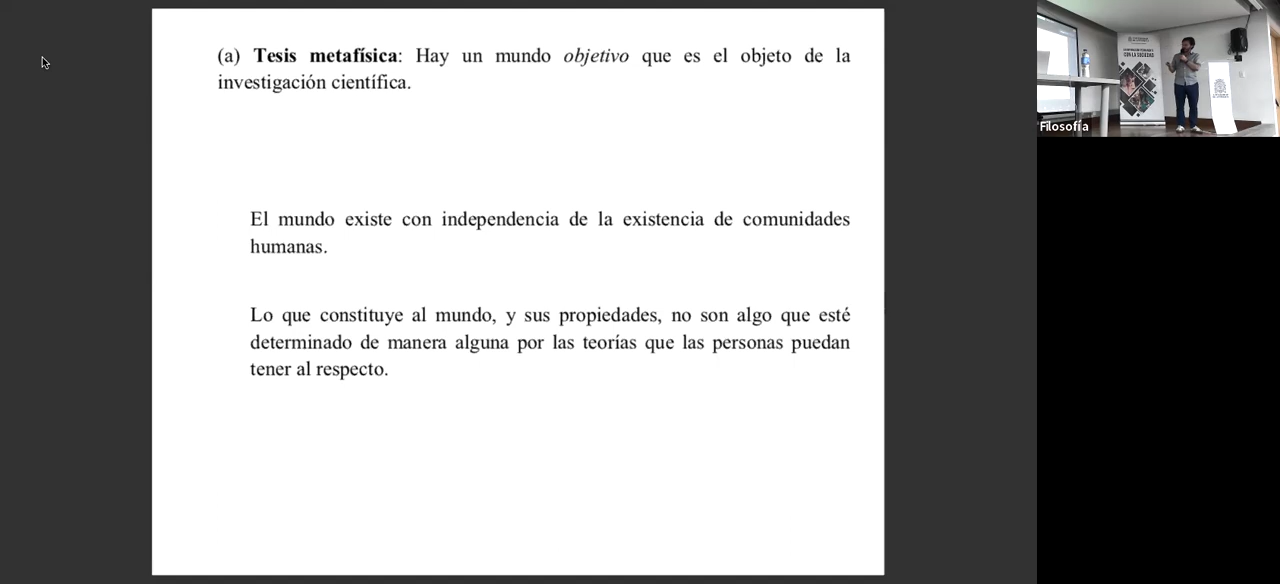 (a) Tesis metafísica: Hay un mundo objetivo que es el objeto de la
investigación científica.
El mundo existe con independencia de la existencia de comunidades
humanas.
Lo que constituye al mundo, y sus propiedades, no son algo que esté
determinado de manera alguna por las teorías que las personas puedan
tener al respecto.
Filosofía